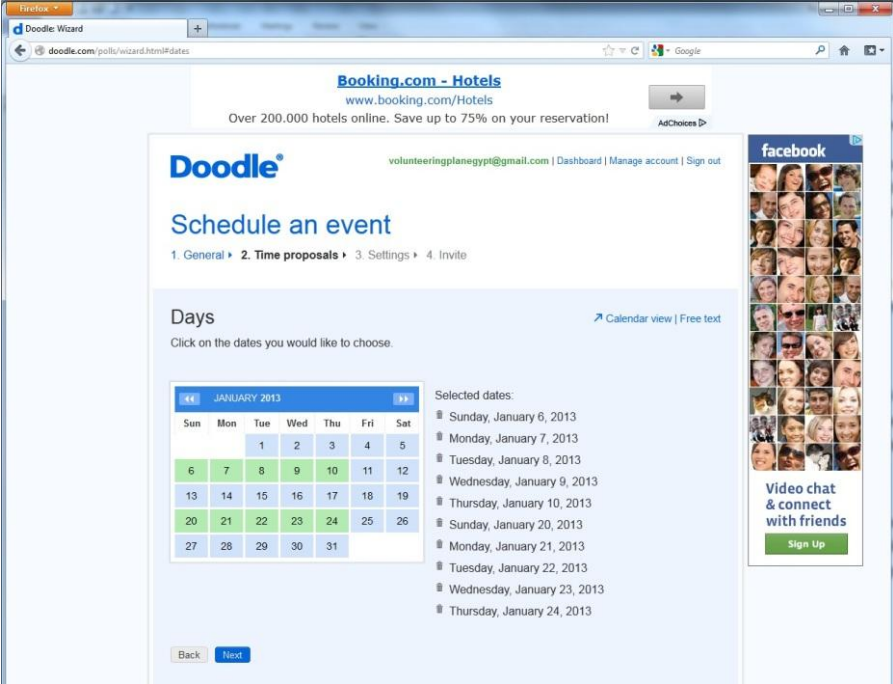 Firefox
Doodle: Wizard
+
doodle.com/polls/wizard.html#dates
Google
Booking.com - Hotels
www.booking.com/Hotels
Over 200.000 hotels online. Save up to 75% on your reservation!
AdChoices
Doodle®
volunteeringplanegypt@gmail.com | Dashboard | Manage account | Sign out
Schedule an event
1. General 2. Time proposals 3. Settings 4. Invite
Days
Calendar view | Free text
Click on the dates you would like to choose.
JANUARY 2013
Sun Mon Tue Wed Thu Fri Sat
1 2 3 4 5
6 7 8 9 10 11 12
13 14 15 16 17 18 19
20 21 22 23 24 25 26
27 28 29 30 31
Selected dates:
Sunday, January 6, 2013
Monday, January 7, 2013
Tuesday, January 8, 2013
Wednesday, January 9, 2013
Thursday, January 10, 2013
Sunday, January 20, 2013
Monday, January 21, 2013
Tuesday, January 22, 2013
Wednesday, January 23, 2013
Thursday, January 24, 2013
Back Next
facebook
Video chat
& connect
with friends
Sign Up